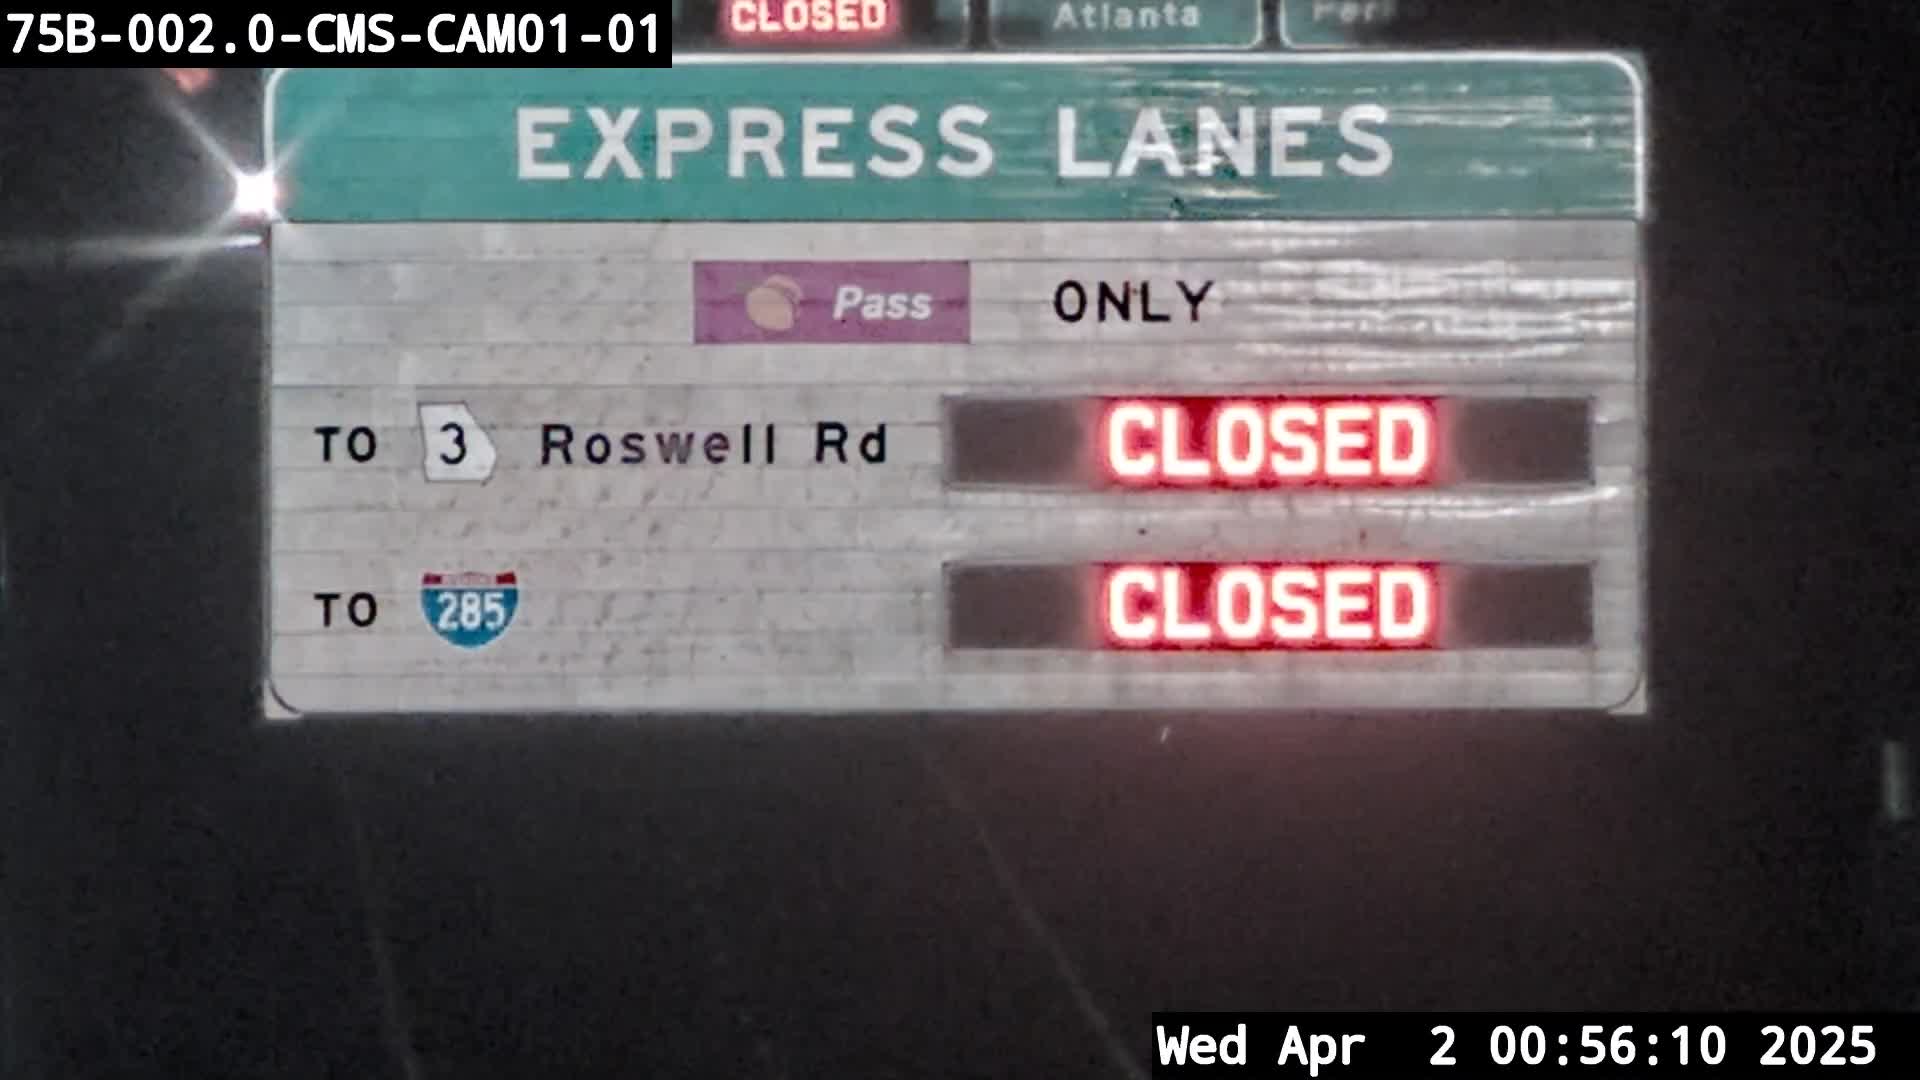 75B-002.0-CMS-CAM01-01
CLOSED
Atlanta
EXPRESS LANES
Pass ONLY
TO 3 Roswell Rd CLOSED
TO 285 CLOSED
Wed Apr 2 00:56:10 2025